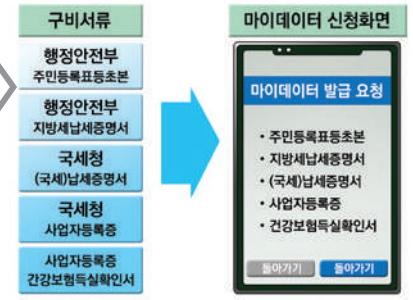 구비서류
행정안전부
주민등록표등초본
행정안전부
지방세납세증명서
국세청
(국세)납세증명서
국세청
사업자등록증
사업자등록증
건강보험득실확인서
마이데이터 신청화면
마이데이터 발급 요청
• 주민등록표등초본
• 지방세납세증명서
• (국세)납세증명서
• 사업자등록증
• 건강보험득실확인서
돌아가기
돌아가기